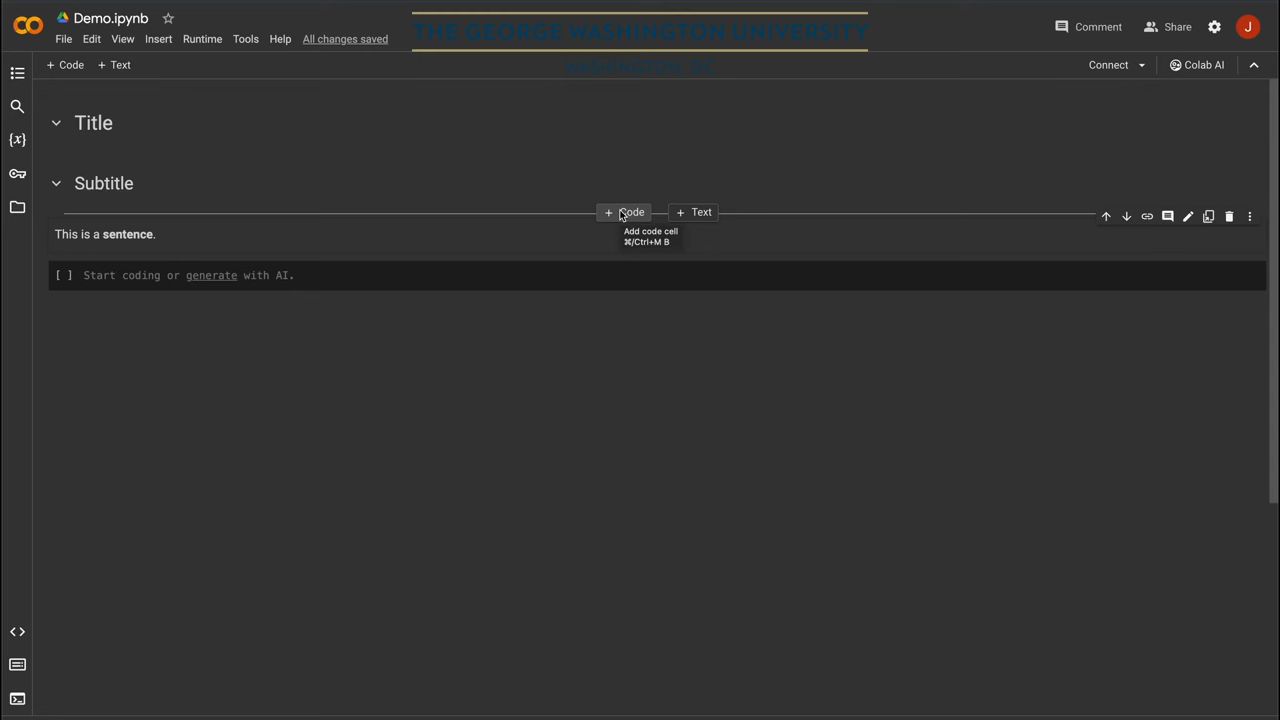 Demo.ipynb
File Edit View Insert Runtime Tools Help All changes saved
THE GEORGE WASHINGTON UNIVERSITY
WASHINGTON, DC
Comment Share J
+ Code + Text
Connect Colab AI
{x}
Title
Subtitle
+ Code + Text
Add code cell
⌘/Ctrl+M B
This is a sentence.
[ ] Start coding or generate with AI.